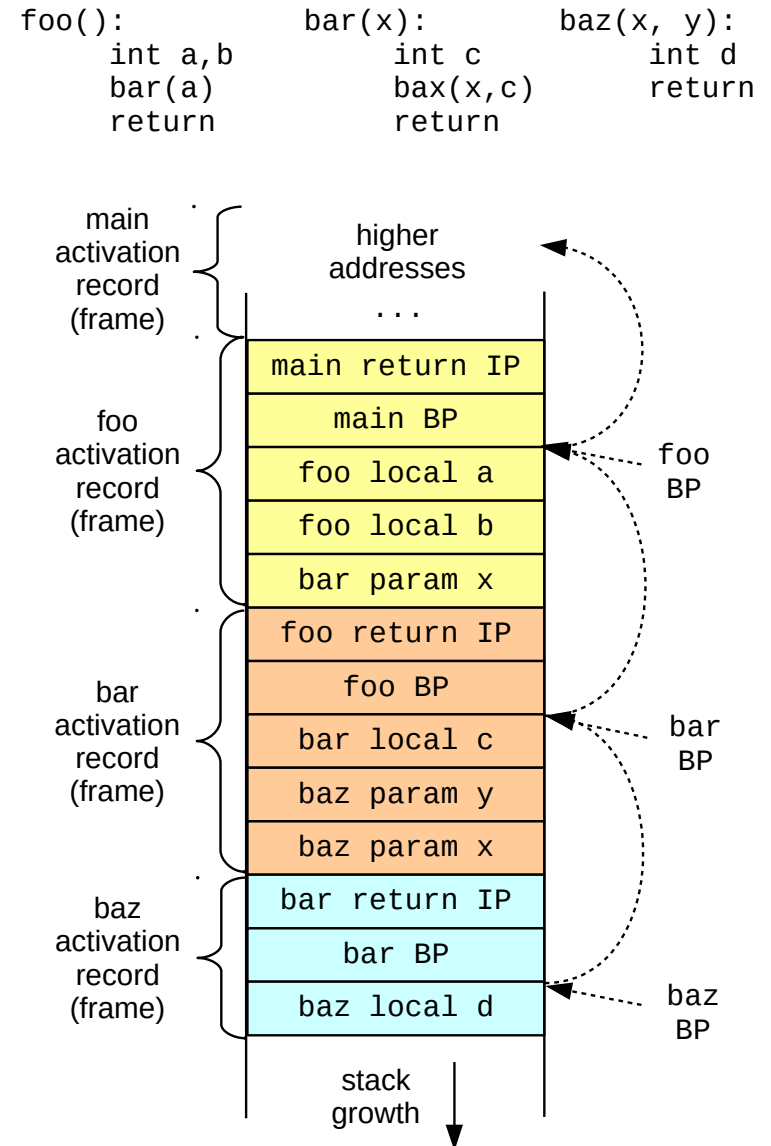 foo():
int a,b
bar(a)
return
bar(x):
int c
bax(x,c)
return
baz(x, y):
int d
return
main
activation
record
(frame)
higher
addresses
...
main return IP
main BP
foo
activation
record
(frame)
foo local a
foo
BP
foo local b
bar param x
foo return IP
foo BP
bar
activation
record
(frame)
bar local c
bar
BP
baz param y
baz param x
bar return IP
baz
activation
record
(frame)
bar BP
baz local d
baz
BP
stack
growth